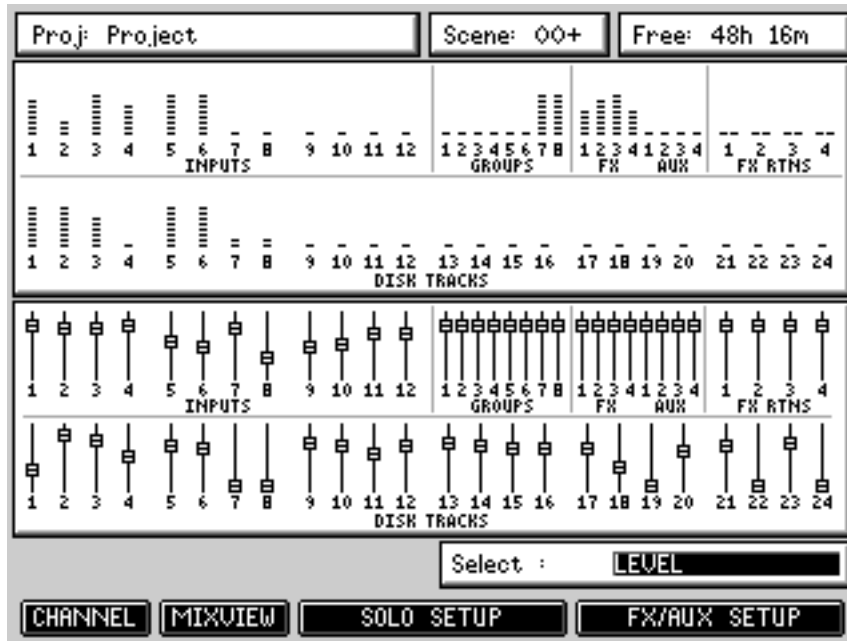 Proj: Project Scene: 00+ Free: 48h 16m
1 2 3 4 5 6 7 8 9 10 11 12 1 2 3 4 5 6 7 8 1 2 3 4 1 2 3 4 1 2 3 4
INPUTS GROUPS FX AUX FX RTNS
1 2 3 4 5 6 7 8 9 10 11 12 13 14 15 16 17 18 19 20 21 22 23 24
DISK TRACKS
1 2 3 4 5 6 7 8 9 10 11 12 1 2 3 4 5 6 7 8 1 2 3 4 1 2 3 4 1 2 3 4
INPUTS GROUPS FX AUX FX RTNS
1 2 3 4 5 6 7 8 9 10 11 12 13 14 15 16 17 18 19 20 21 22 23 24
DISK TRACKS
Select : LEVEL
CHANNEL MIXVIEW SOLO SETUP FX/AUX SETUP